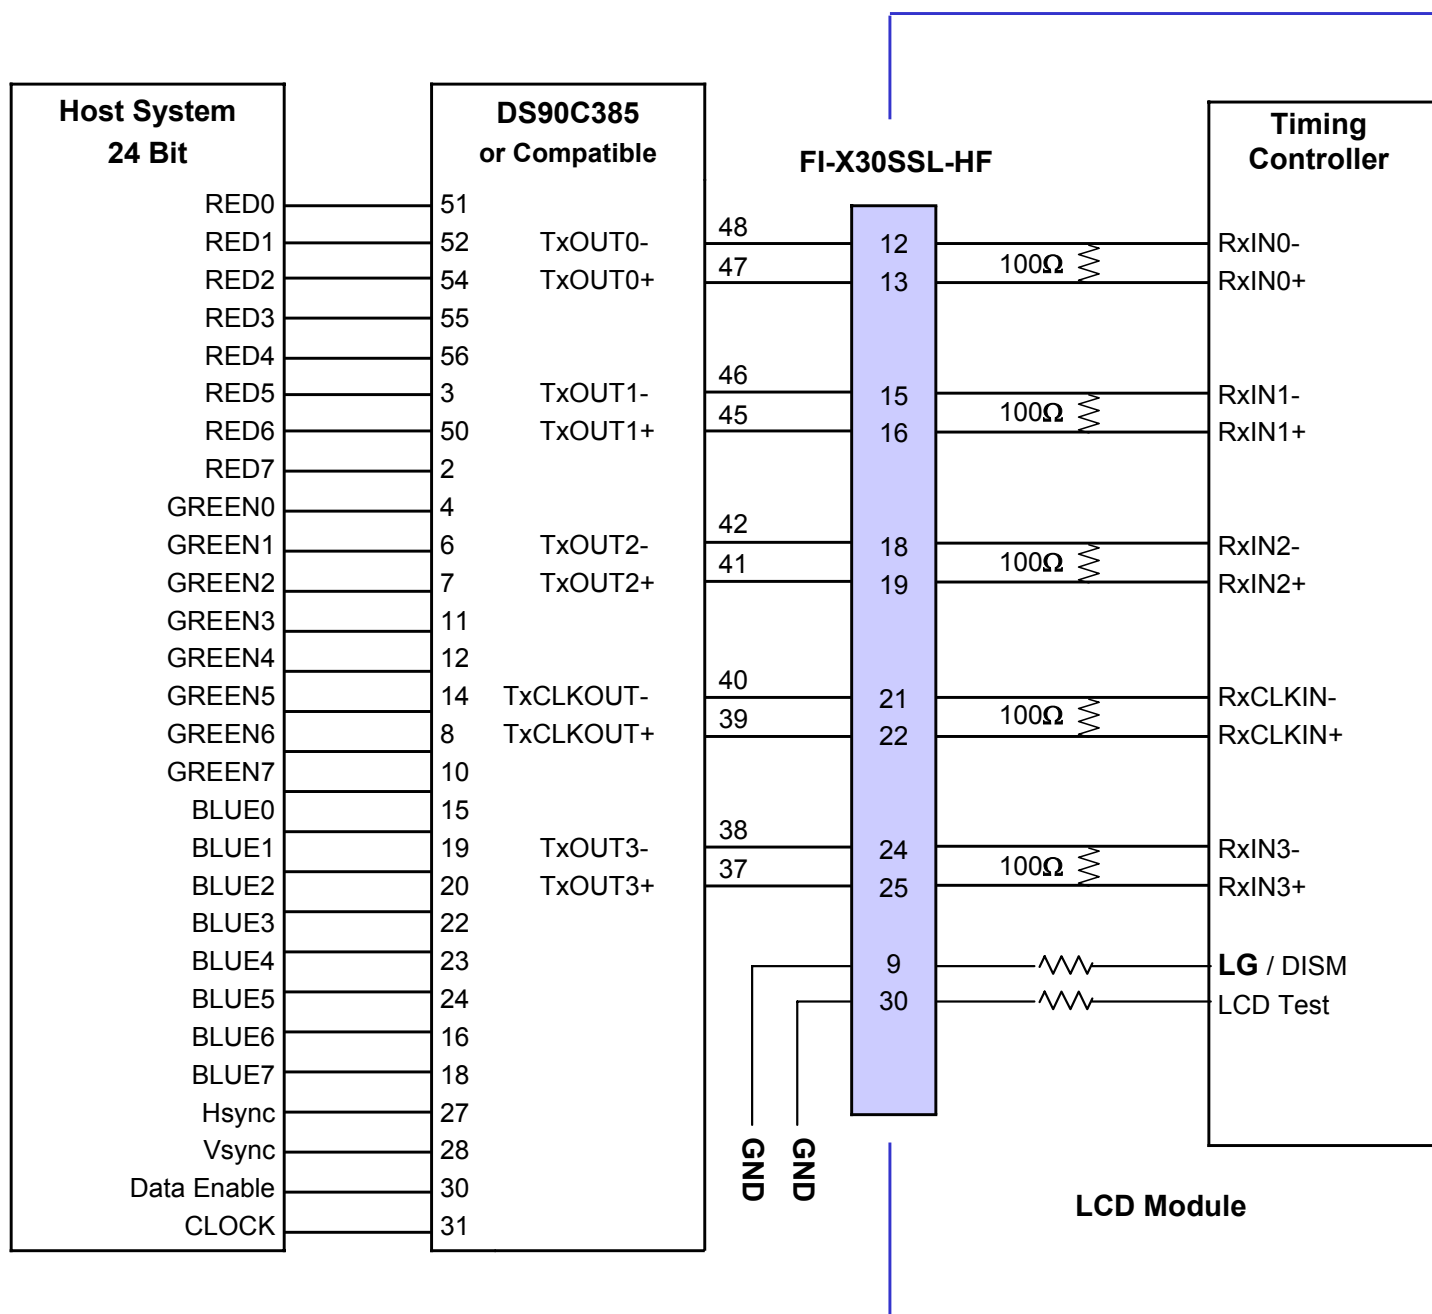 Host System
24 Bit
RED0
RED1
RED2
RED3
RED4
RED5
RED6
RED7
GREEN0
GREEN1
GREEN2
GREEN3
GREEN4
GREEN5
GREEN6
GREEN7
BLUE0
BLUE1
BLUE2
BLUE3
BLUE4
BLUE5
BLUE6
BLUE7
Hsync
Vsync
Data Enable
CLOCK
DS90C385
or Compatible
51
52
54
55
56
3
50
2
4
6
7
11
12
14
8
10
15
19
20
22
23
24
16
18
27
28
30
31
TxOUT0-
TxOUT0+
TxOUT1-
TxOUT1+
TxOUT2-
TxOUT2+
TxCLKOUT-
TxCLKOUT+
TxOUT3-
TxOUT3+
48
47
46
45
42
41
40
39
38
37
GND
GND
FI-X30SSL-HF
12
13
15
16
18
19
21
22
24
25
9
30
100Ω
100Ω
100Ω
100Ω
100Ω
Timing
Controller
RxIN0-
RxIN0+
RxIN1-
RxIN1+
RxIN2-
RxIN2+
RxCLKIN-
RxCLKIN+
RxIN3-
RxIN3+
LG / DISM
LCD Test
LCD Module